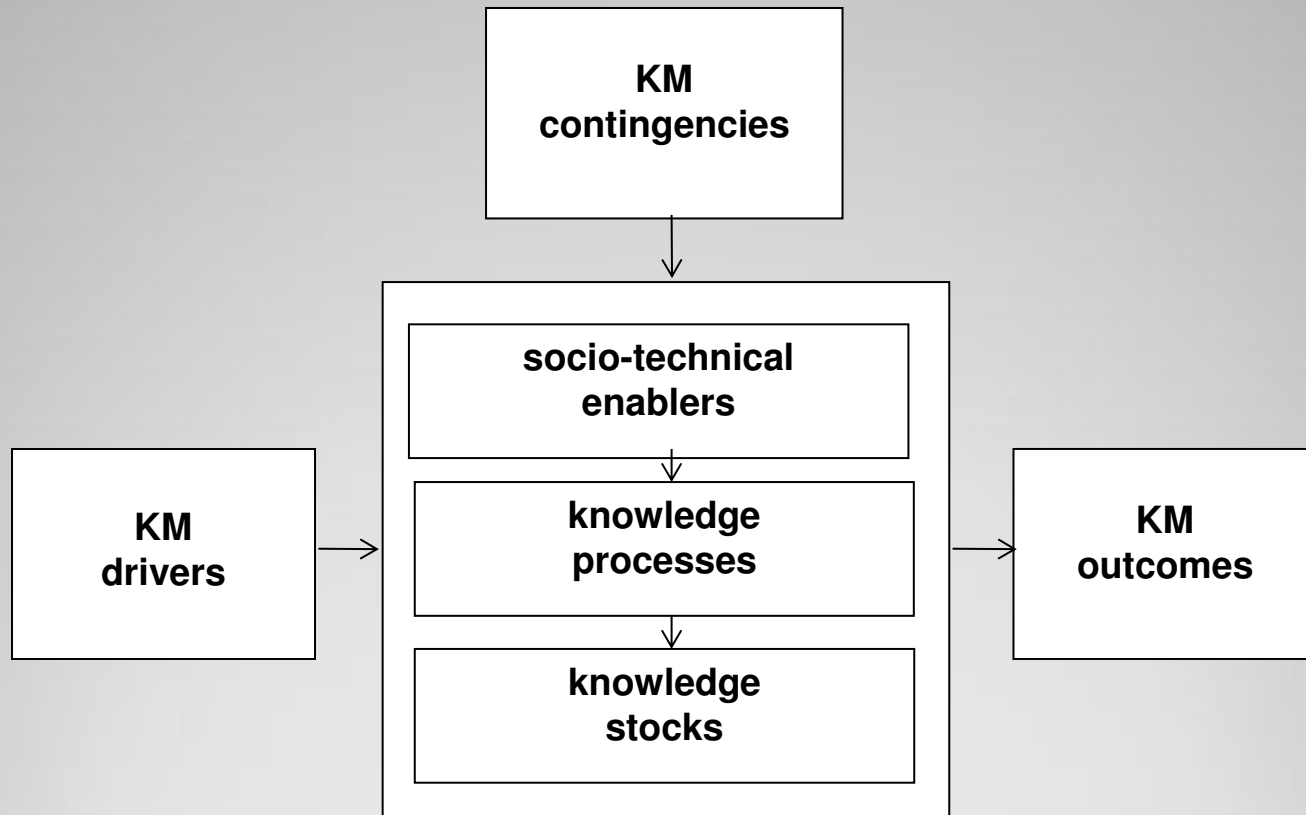 KM
contingencies
socio-technical
enablers
KM
drivers
knowledge
processes
KM
outcomes
knowledge
stocks